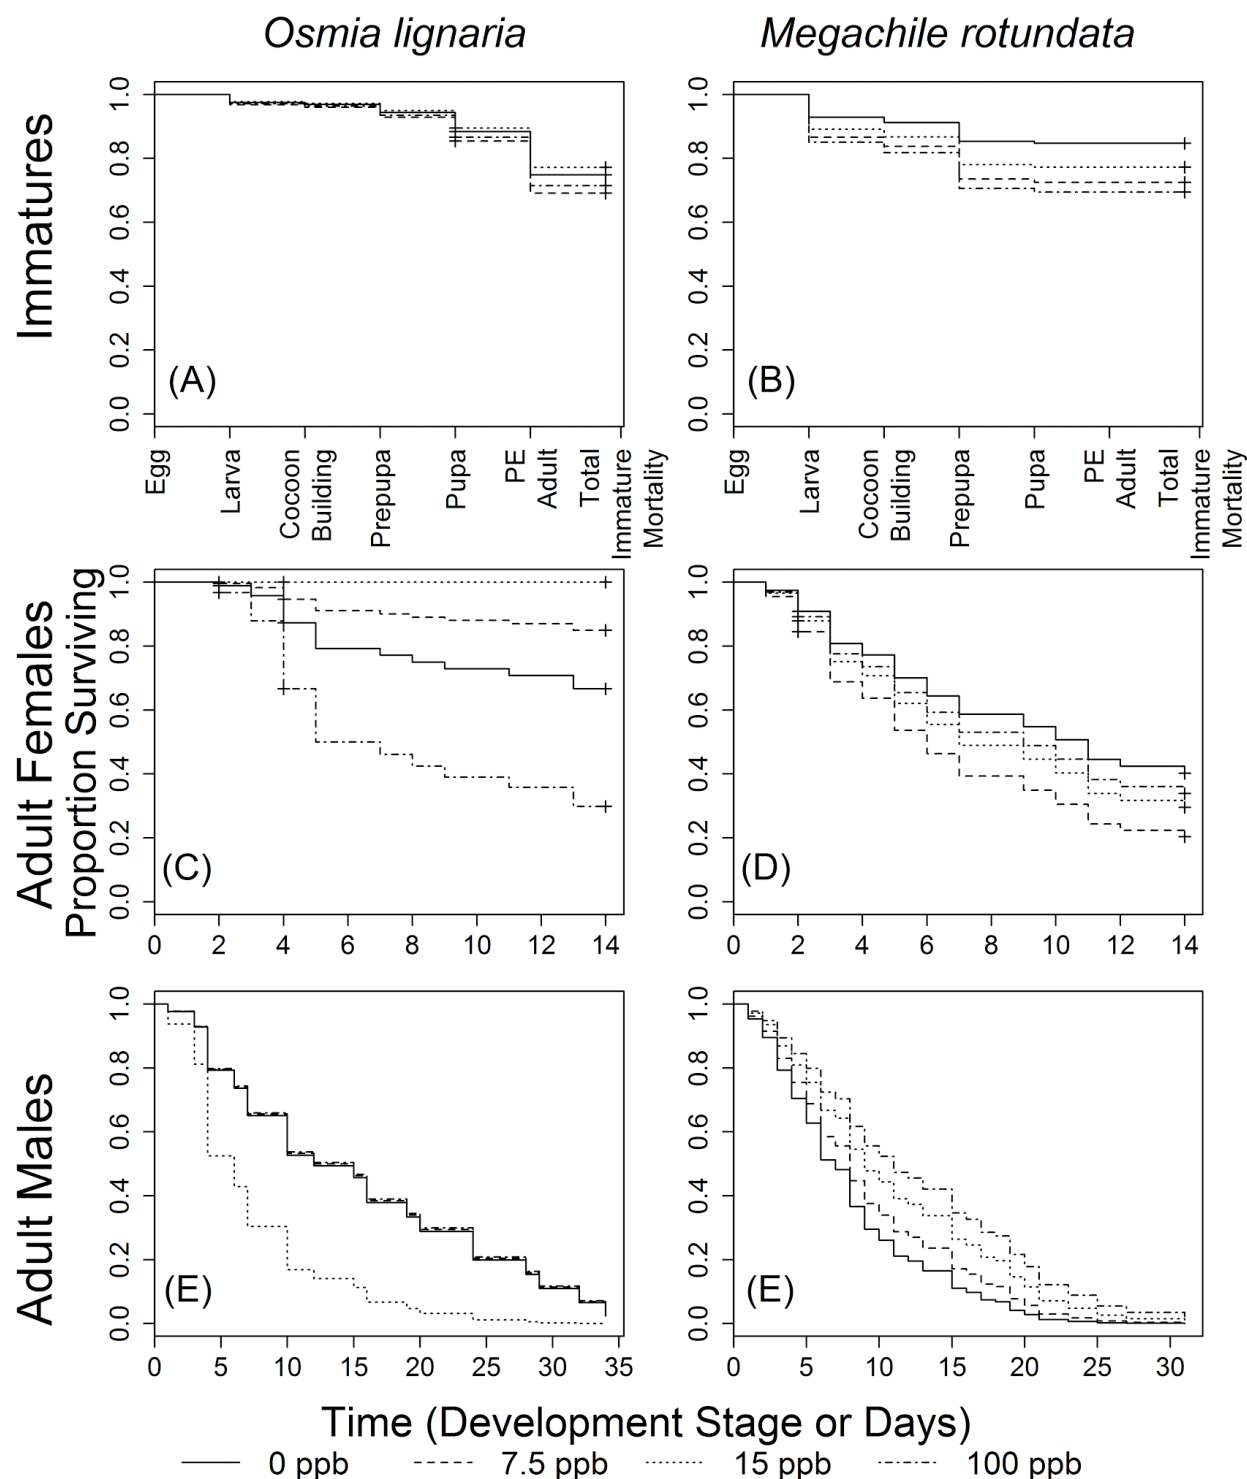 Osmia lignaria
Megachile rotundata
Immatures
1.0
0.8
0.6
0.4
0.2
0.0
(A)
Egg
Larva
Cocoon
Building
Prepupa
Pupa
PE
Adult
Total
Immature
Mortality
1.0
0.8
0.6
0.4
0.2
0.0
(B)
Egg
Larva
Cocoon
Building
Prepupa
Pupa
PE
Adult
Total
Immature
Mortality
Adult Females
Proportion Surviving
1.0
0.8
0.6
0.4
0.2
0.0
(C)
0 2 4 6 8 10 12 14
1.0
0.8
0.6
0.4
0.2
0.0
(D)
0 2 4 6 8 10 12 14
Adult Males
1.0
0.8
0.6
0.4
0.2
0.0
(E)
0 5 10 15 20 25 30 35
1.0
0.8
0.6
0.4
0.2
0.0
(E)
0 5 10 15 20 25 30
Time (Development Stage or Days)
0 ppb 7.5 ppb 15 ppb 100 ppb